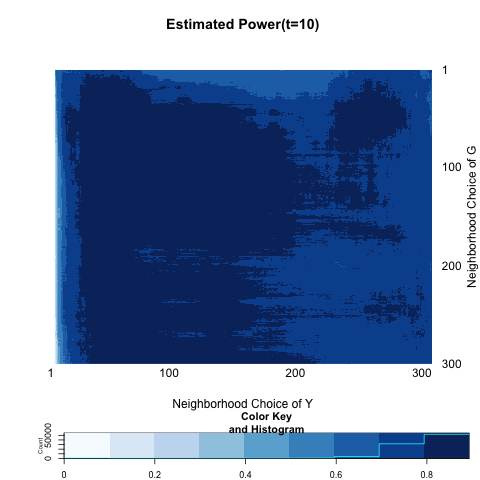 Estimated Power(t=10)
1
100
200
300
Neighborhood Choice of G
1 100 200 300
Neighborhood Choice of Y
Color Key
and Histogram
Count
0 50000
0 0.2 0.4 0.6 0.8